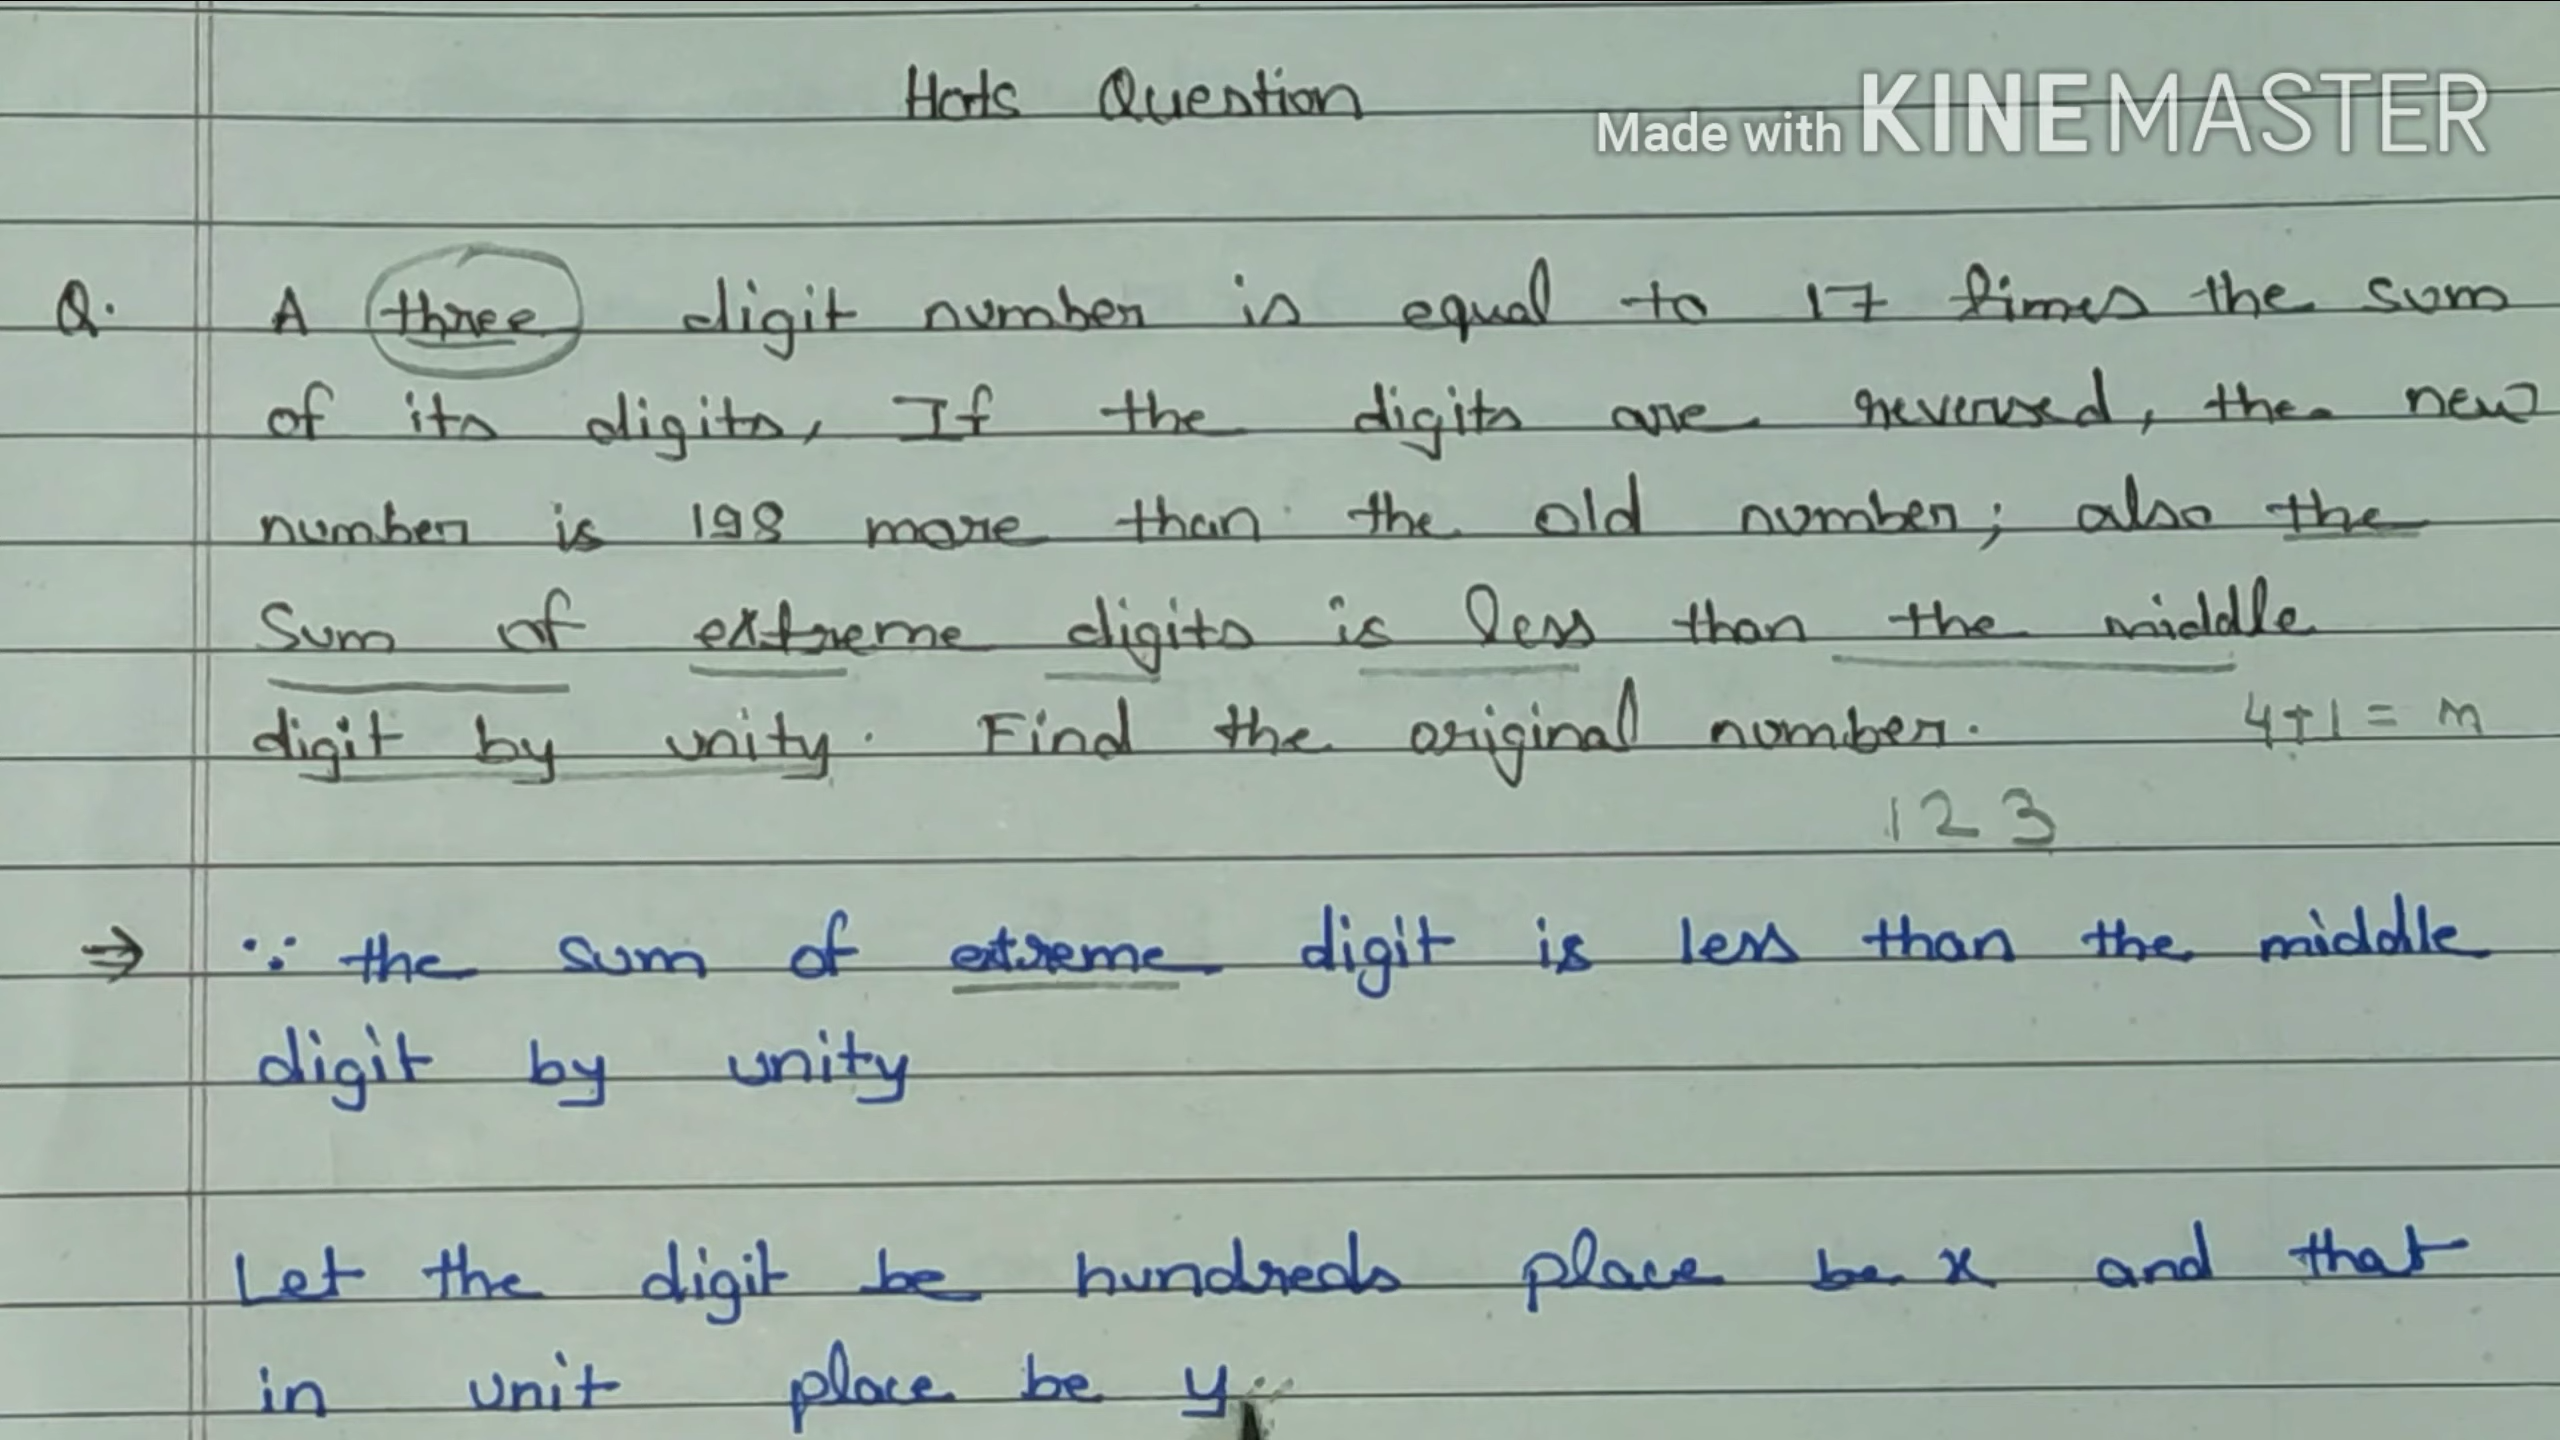 Hots Question
Made with KINEMASTER
Q. A three digit number is equal to 17 times the sum
of its digits, If the digits are reversed, the new
number is 198 more than the old number; also the
Sum of extreme digits is less than the middle
digit by unity. Find the original number.
4+1 = m
123
⇒ ∵ the sum of extreme digit is less than the middle
digit by unity
Let the digit be hundreds place be x and that
in unit place be y.